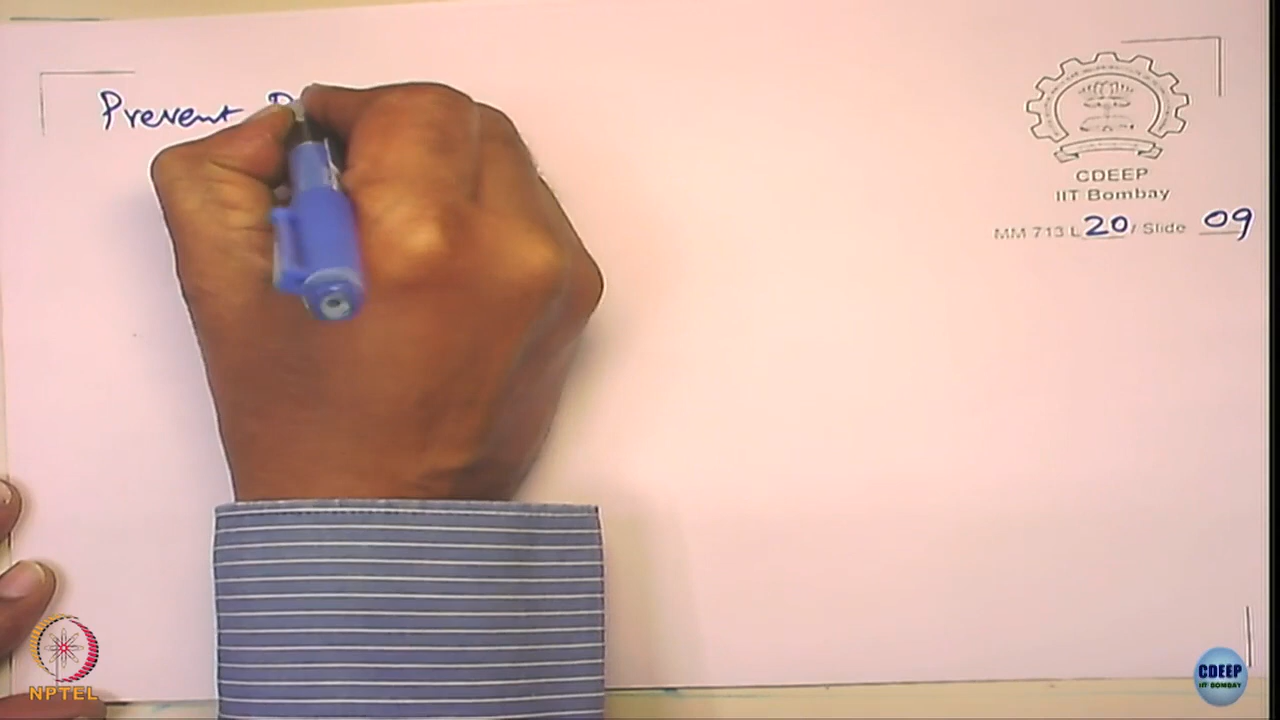 Prevent
CDEEP
IIT Bombay
MM 713 L 20 / Slide 09
NPTEL
CDEEP
IIT BOMBAY